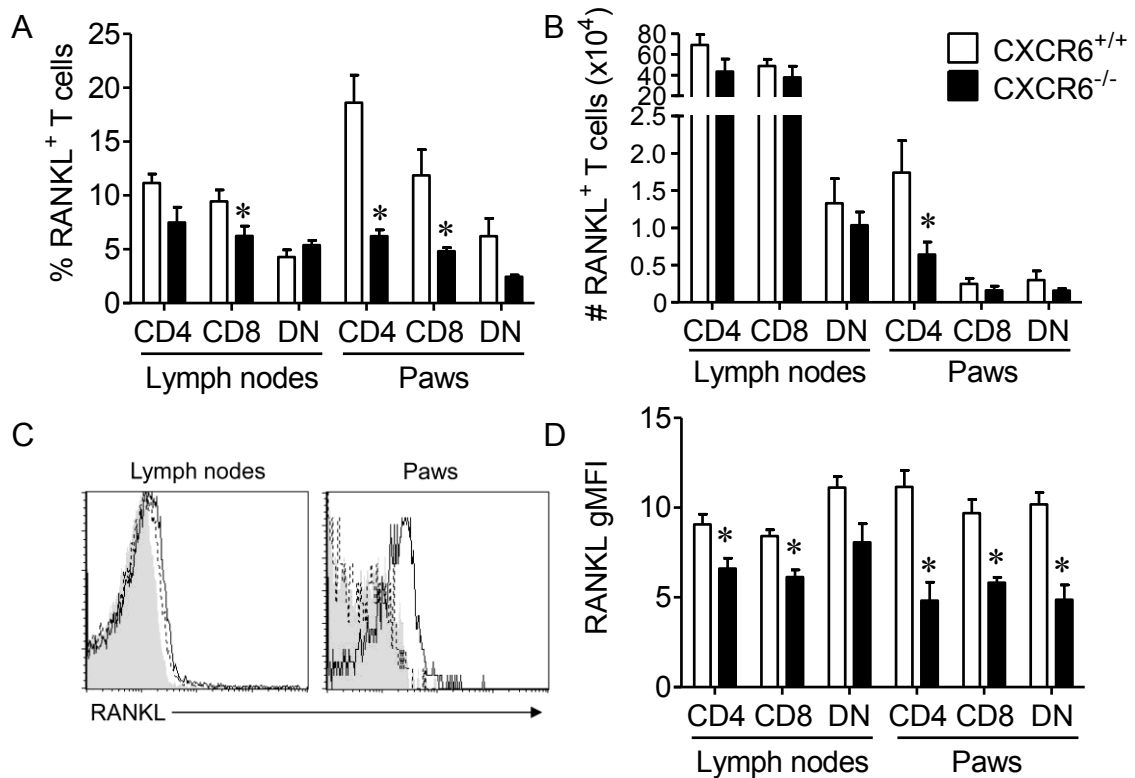 A
25
20
15
10
5
0
% RANKL+ T cells
*
*
*
CD4 CD8 DN CD4 CD8 DN
Lymph nodes Paws
B
80
60
40
20
2.5
2.0
1.5
1.0
0.5
0
# RANKL+ T cells (x10^4)
*
CD4 CD8 DN CD4 CD8 DN
Lymph nodes Paws
CXCR6+/+
CXCR6-/-
C
Lymph nodes Paws
RANKL
D
15
10
5
0
RANKL gMFI
* * * * *
CD4 CD8 DN CD4 CD8 DN
Lymph nodes Paws